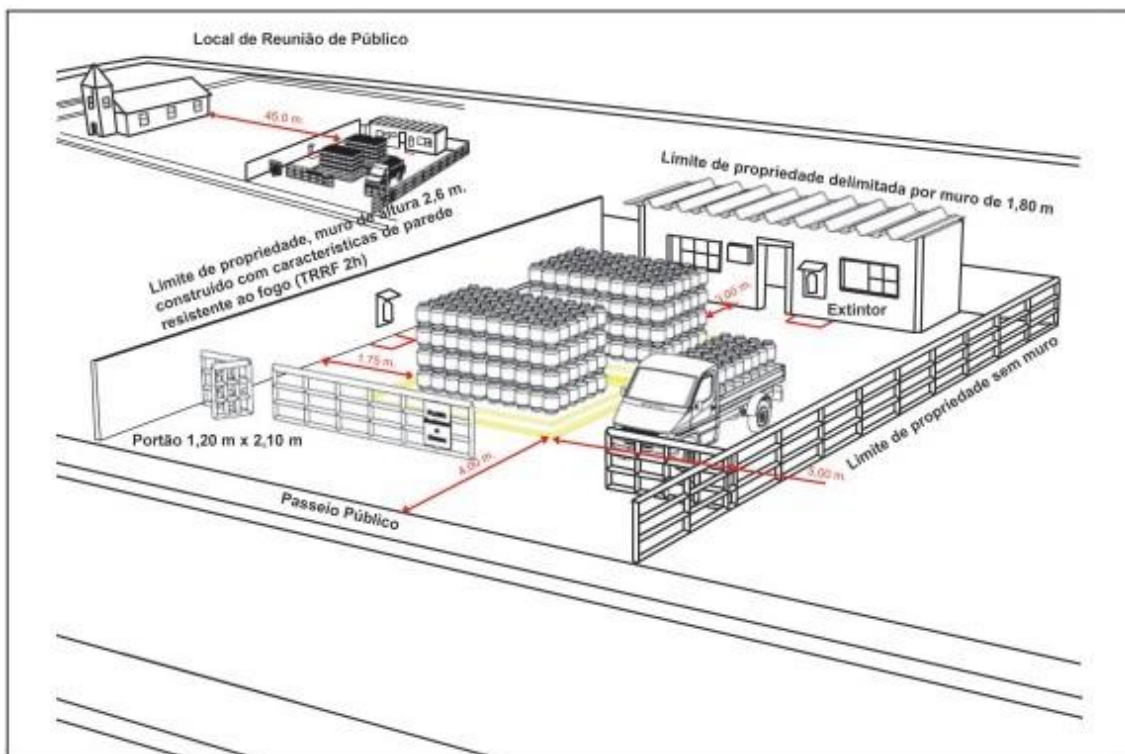 Local de Reunião de Público
45.0 m.
Limite de propriedade delimitada por muro de 1,80 m
Limite de propriedade, muro de altura 2,6 m.
construido com características de parede
resistente ao fogo (TRRF 2h)
3,00 m.
Extintor
1.75 m.
Limite de propriedade sem muro
Portão 1,20 m x 2,10 m
4.00 m.
5,00 m.
Passeio Público